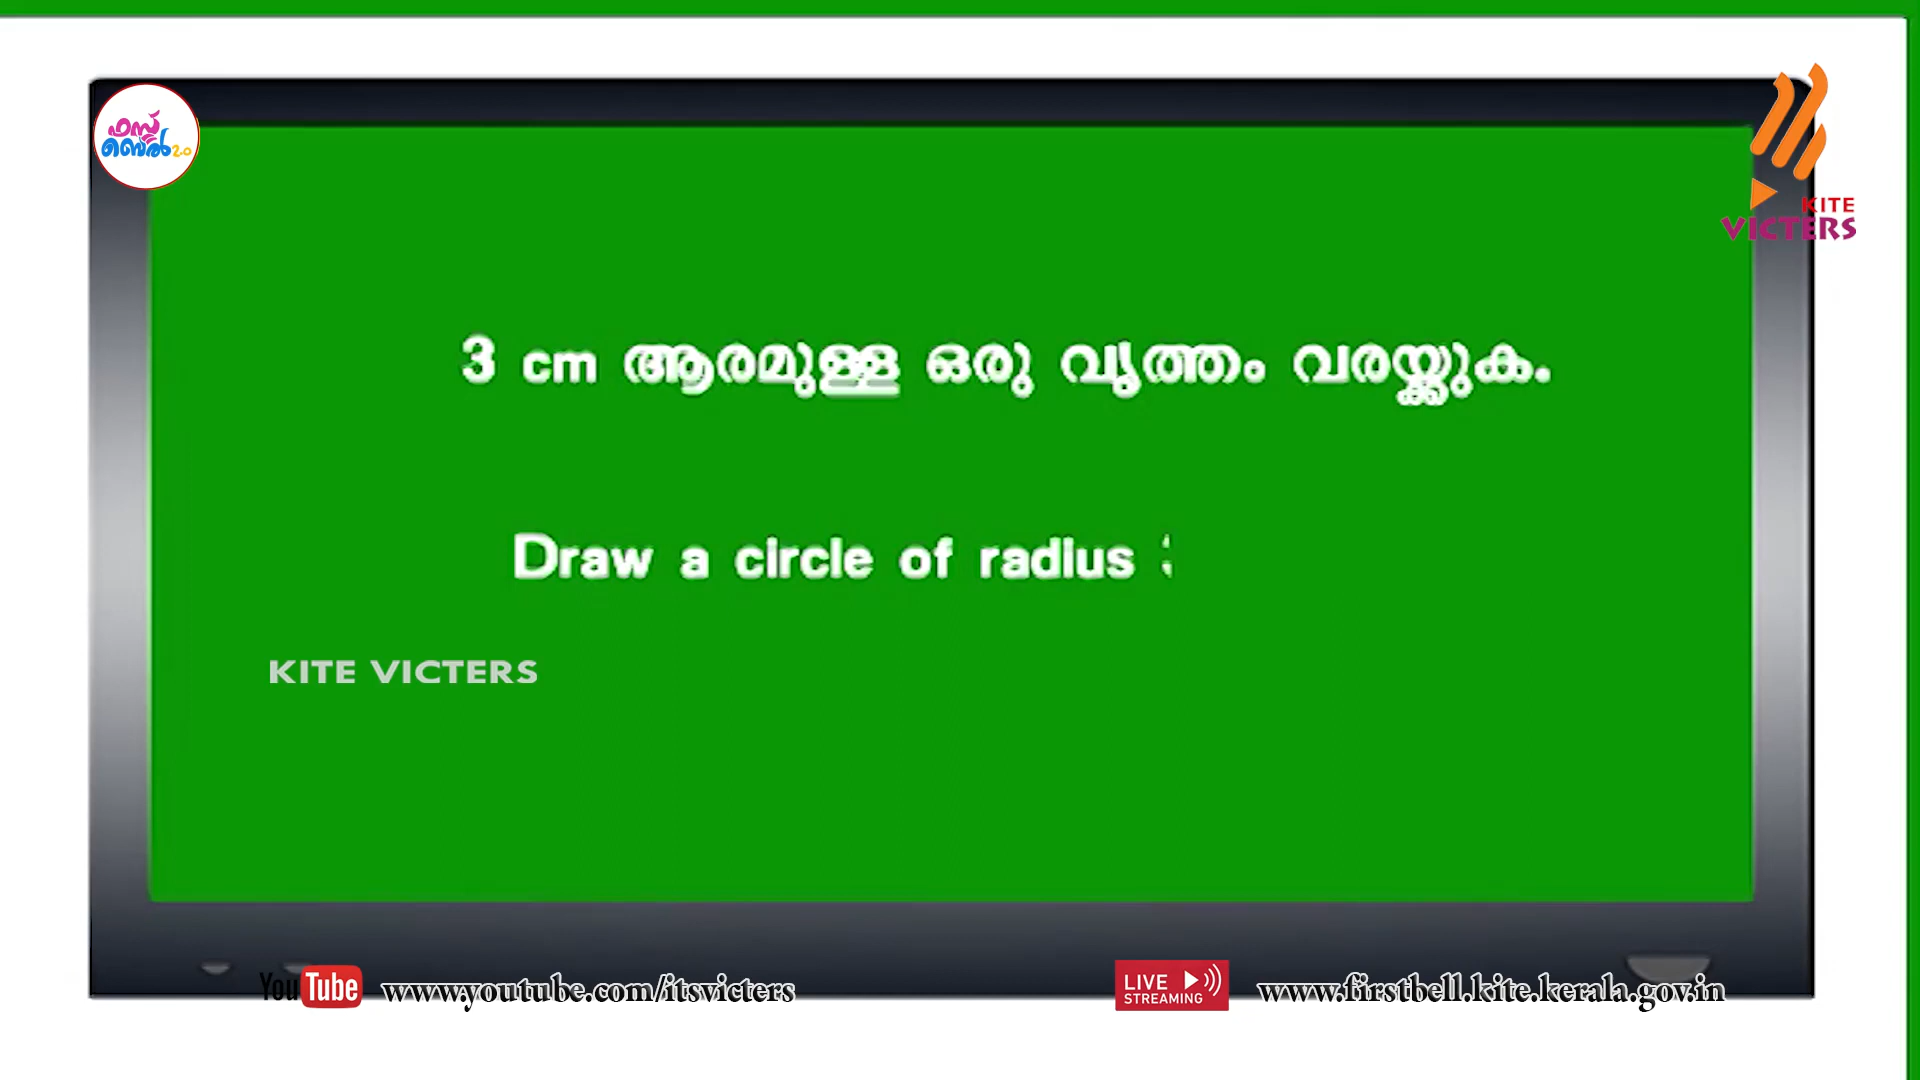 ഫസ്റ്റ്
ബെൽ 2.0
KITE
VICTERS
3 cm ആരമുള്ള ഒരു വൃത്തം വരയ്ക്കുക.
Draw a circle of radius
KITE VICTERS
YouTube www.youtube.com/itsvicters
LIVE STREAMING www.firstbell.kite.kerala.gov.in